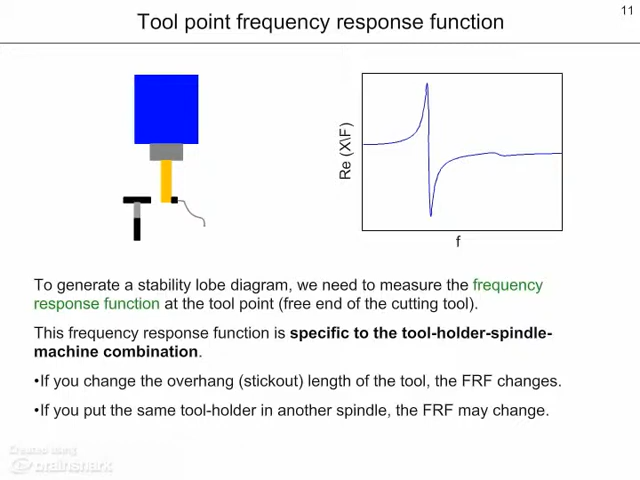 11
Tool point frequency response function
Re (X\F)
f
To generate a stability lobe diagram, we need to measure the frequency
response function at the tool point (free end of the cutting tool).
This frequency response function is specific to the tool-holder-spindle-
machine combination.
•If you change the overhang (stickout) length of the tool, the FRF changes.
•If you put the same tool-holder in another spindle, the FRF may change.
Created using
brainshark